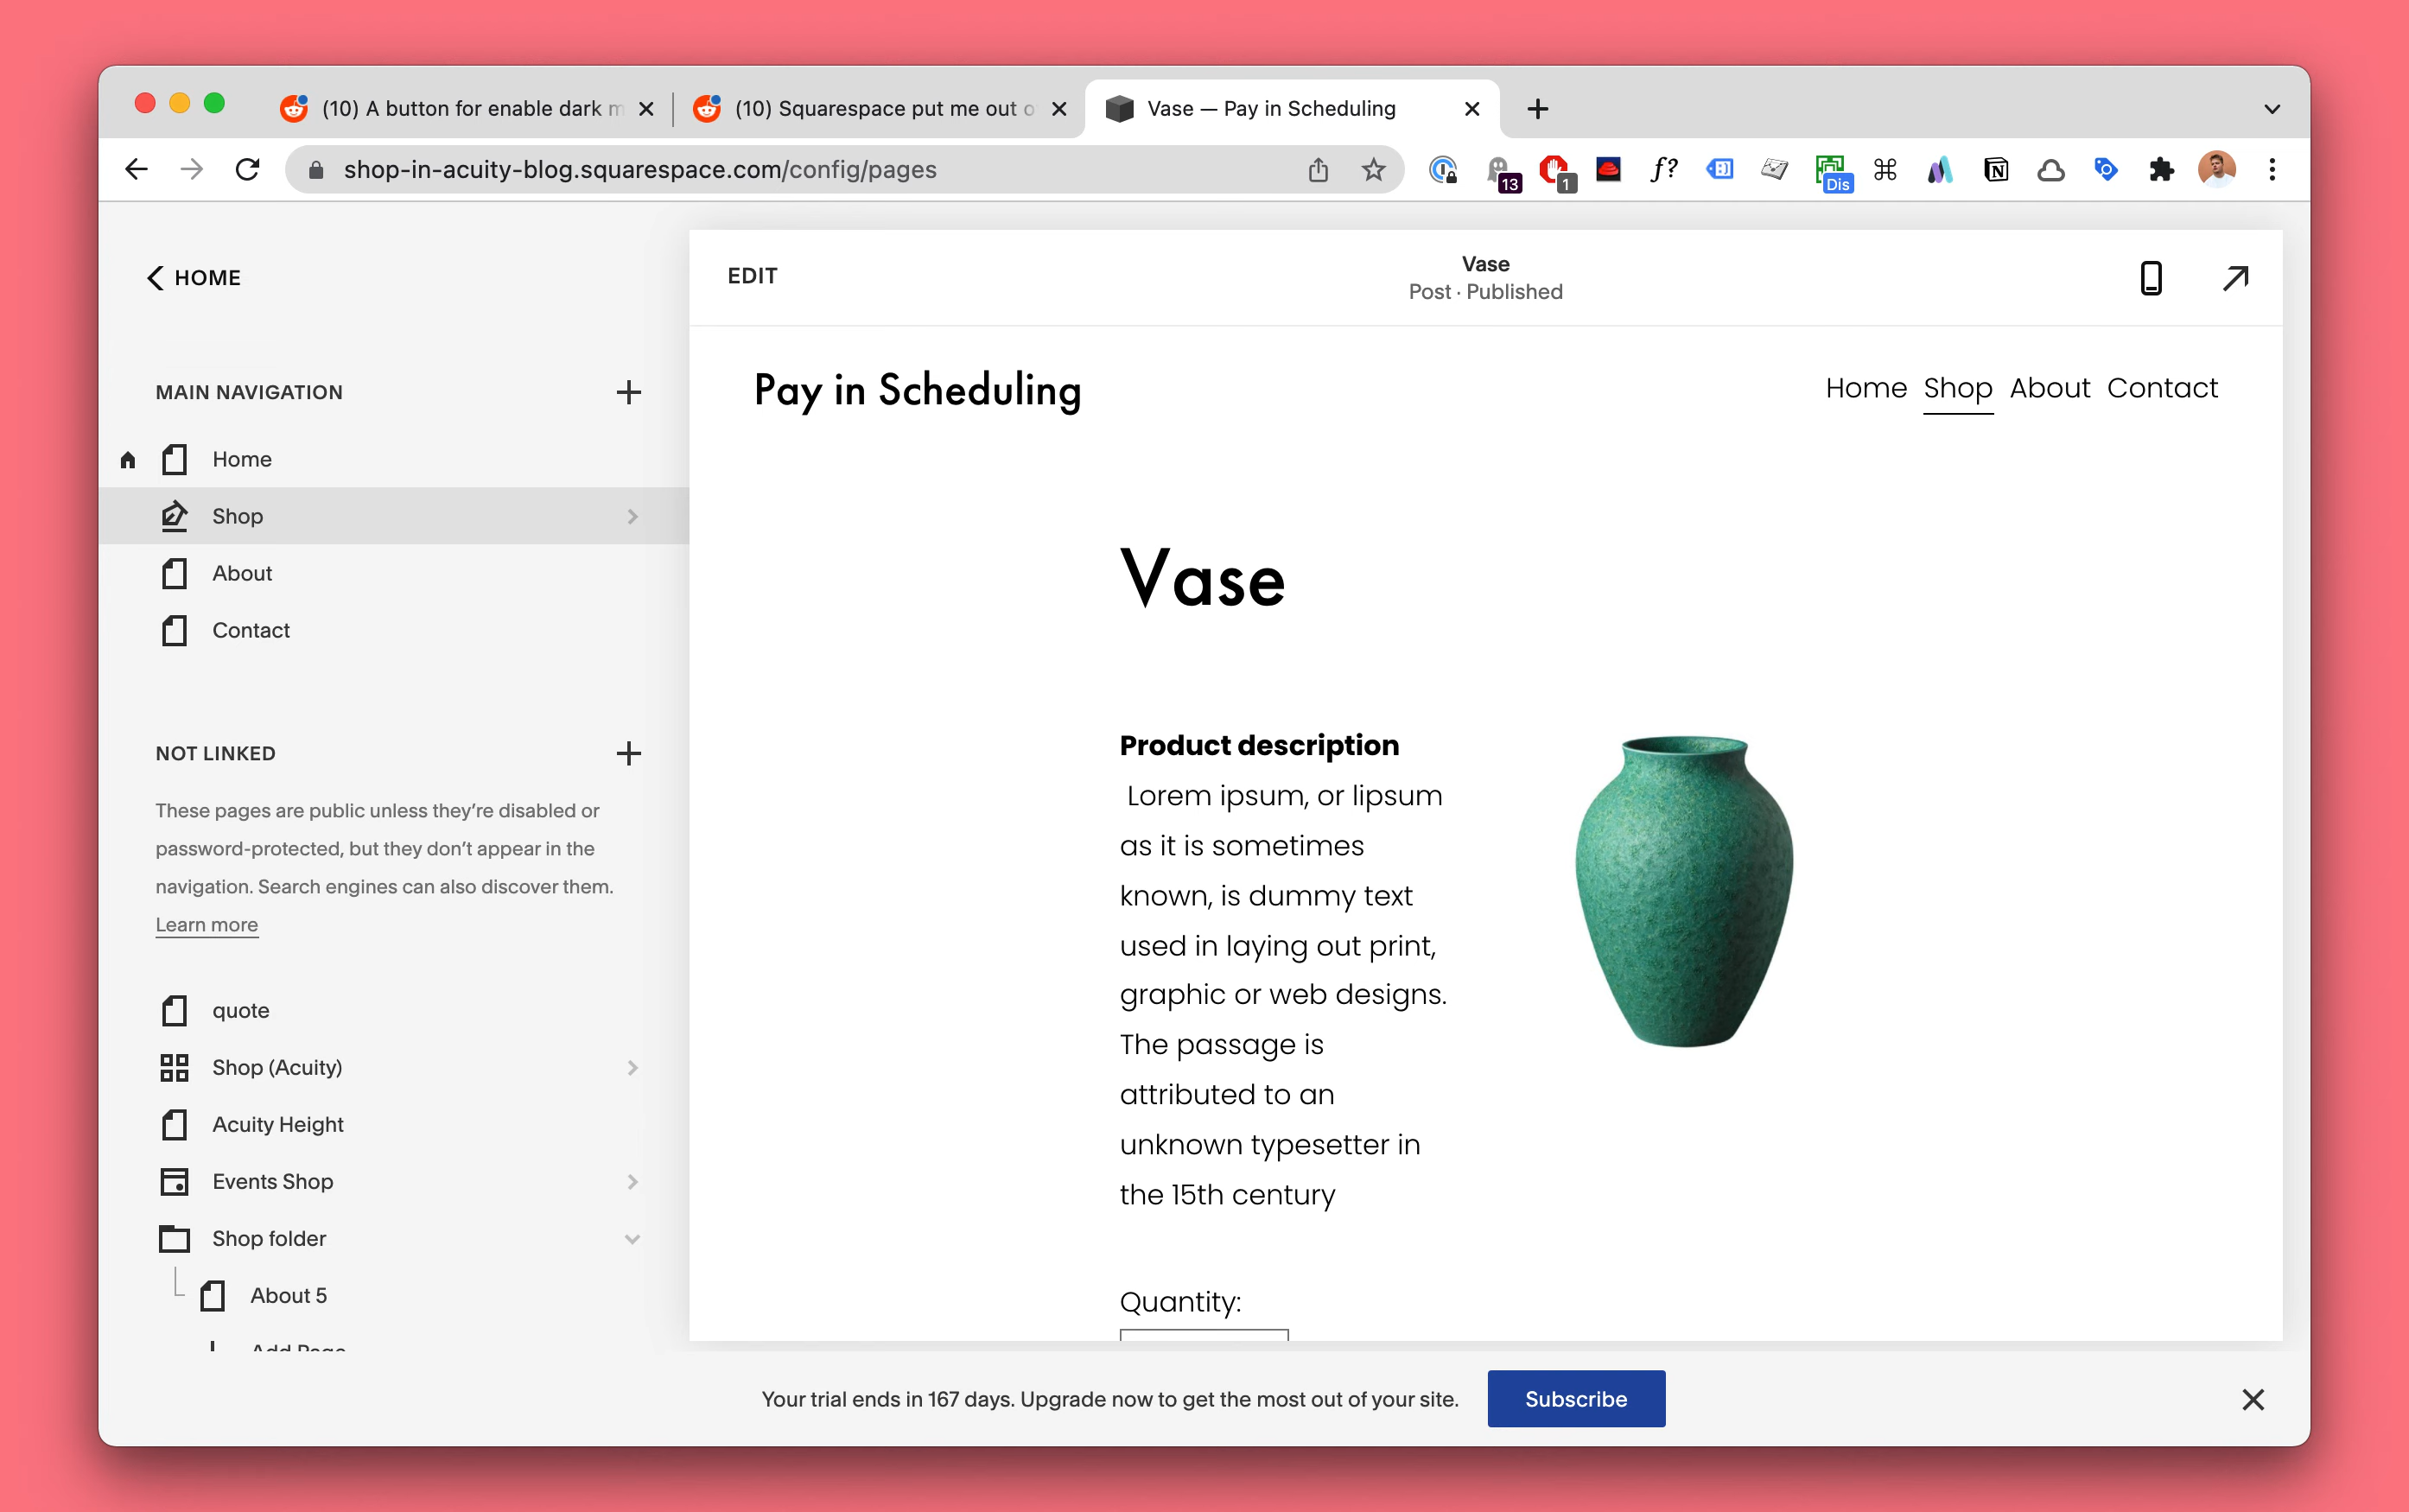 (10) A button for enable dark m
(10) Squarespace put me out o
Vase — Pay in Scheduling
shop-in-acuity-blog.squarespace.com/config/pages
13
1
f?
Dis
HOME
EDIT
Vase
Post · Published
MAIN NAVIGATION
Home
Shop
About
Contact
NOT LINKED
These pages are public unless they’re disabled or
password-protected, but they don’t appear in the
navigation. Search engines can also discover them.
Learn more
quote
Shop (Acuity)
Acuity Height
Events Shop
Shop folder
About 5
Add Page
Pay in Scheduling
Home Shop About Contact
Vase
Product description
Lorem ipsum, or lipsum
as it is sometimes
known, is dummy text
used in laying out print,
graphic or web designs.
The passage is
attributed to an
unknown typesetter in
the 15th century
Quantity:
Your trial ends in 167 days. Upgrade now to get the most out of your site.
Subscribe